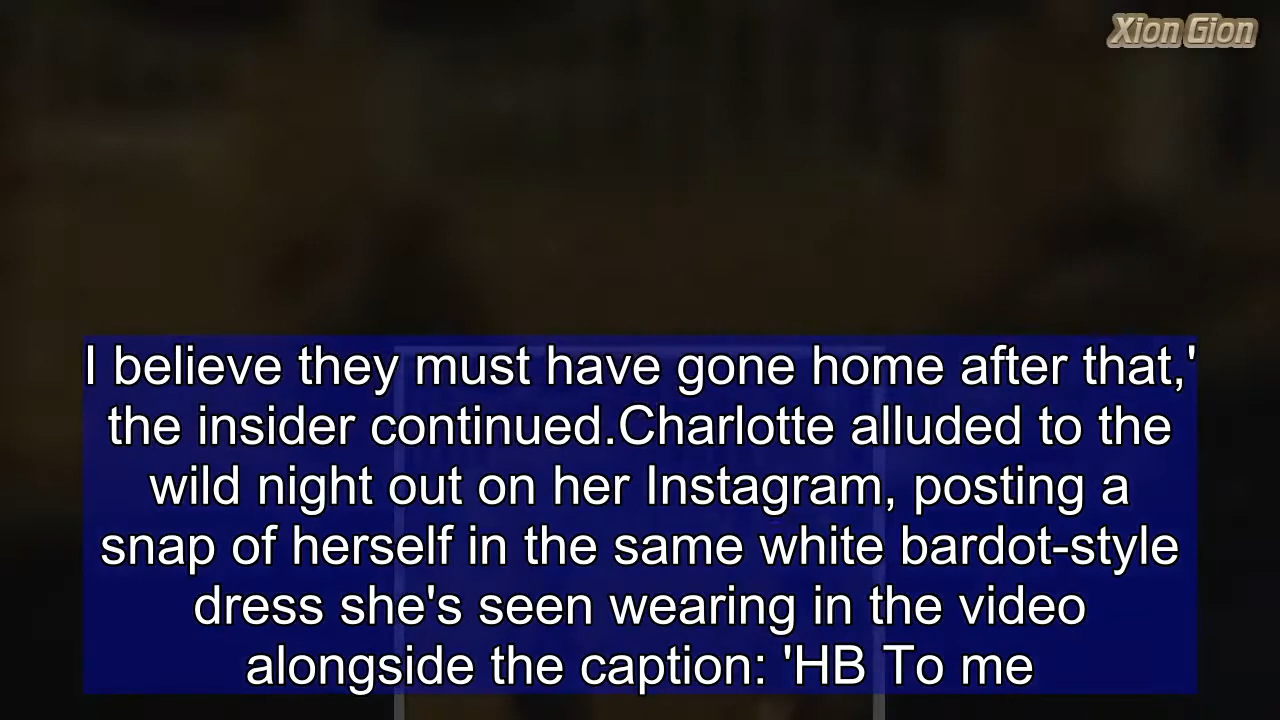 Xion Gion
I believe they must have gone home after that,'
the insider continued.Charlotte alluded to the
wild night out on her Instagram, posting a
snap of herself in the same white bardot-style
dress she's seen wearing in the video
alongside the caption: 'HB To me